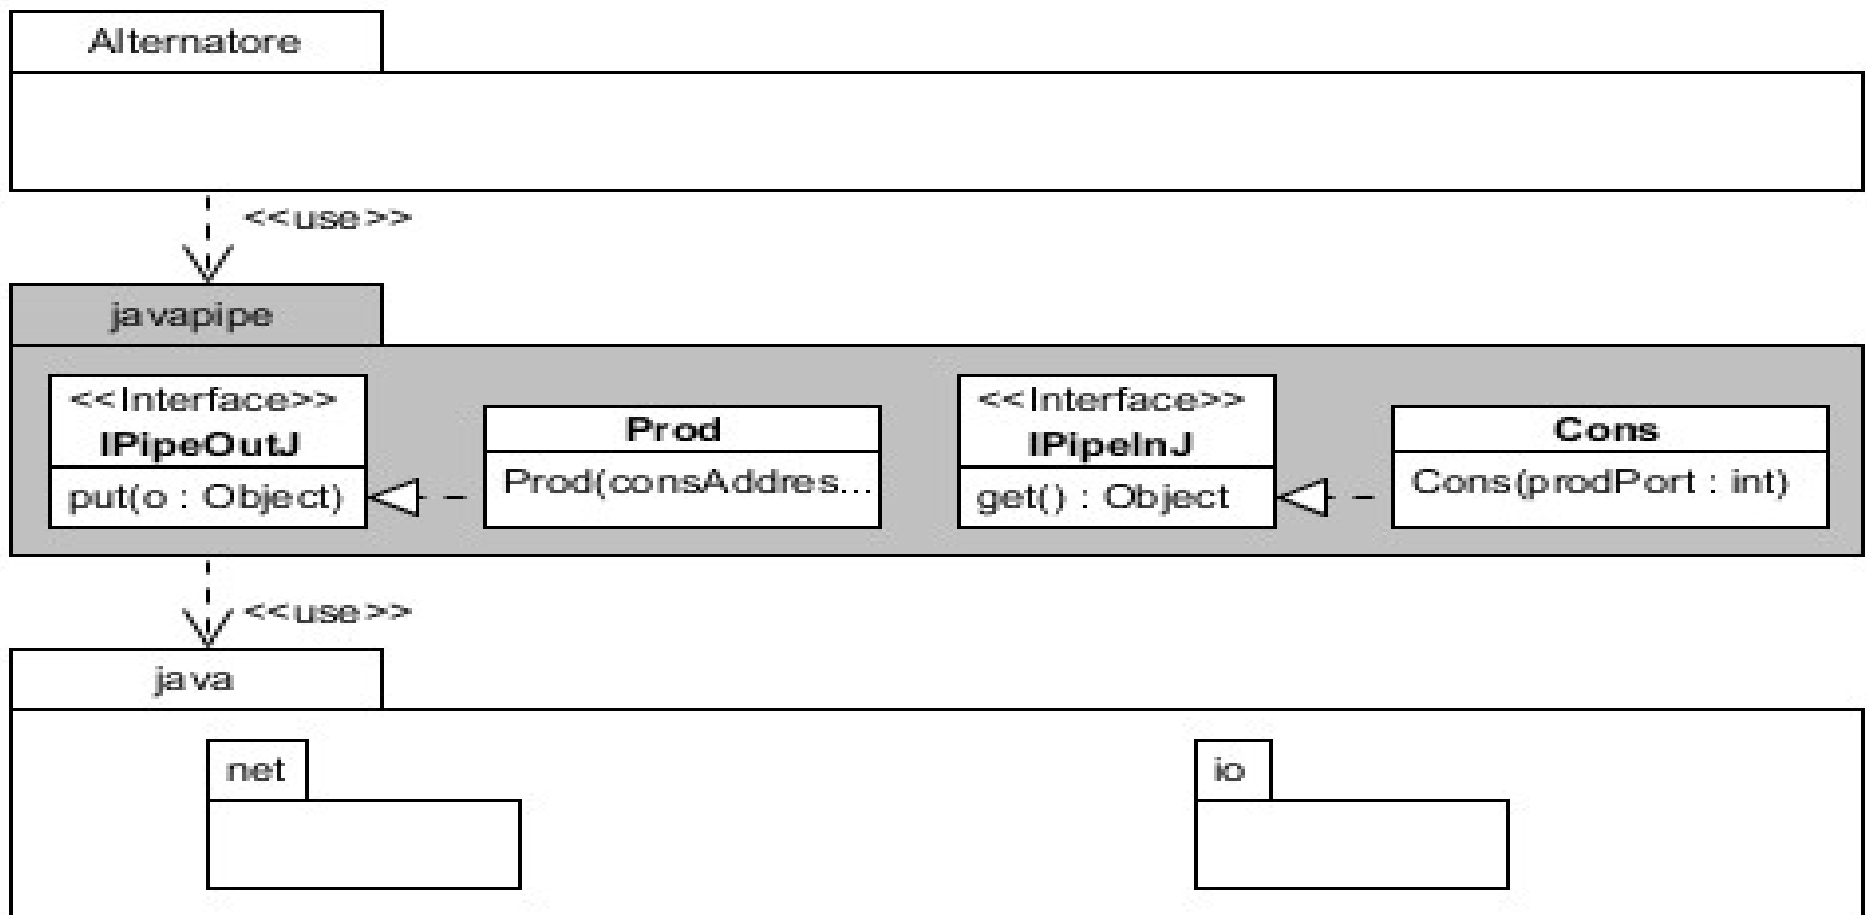 Alternatore
<<use>>
javapipe
<<Interface>>
IPipeOutJ
put(o : Object)
Prod
Prod(consAddres...
<<Interface>>
IPipeInJ
get() : Object
Cons
Cons(prodPort : int)
<<use>>
java
net
io